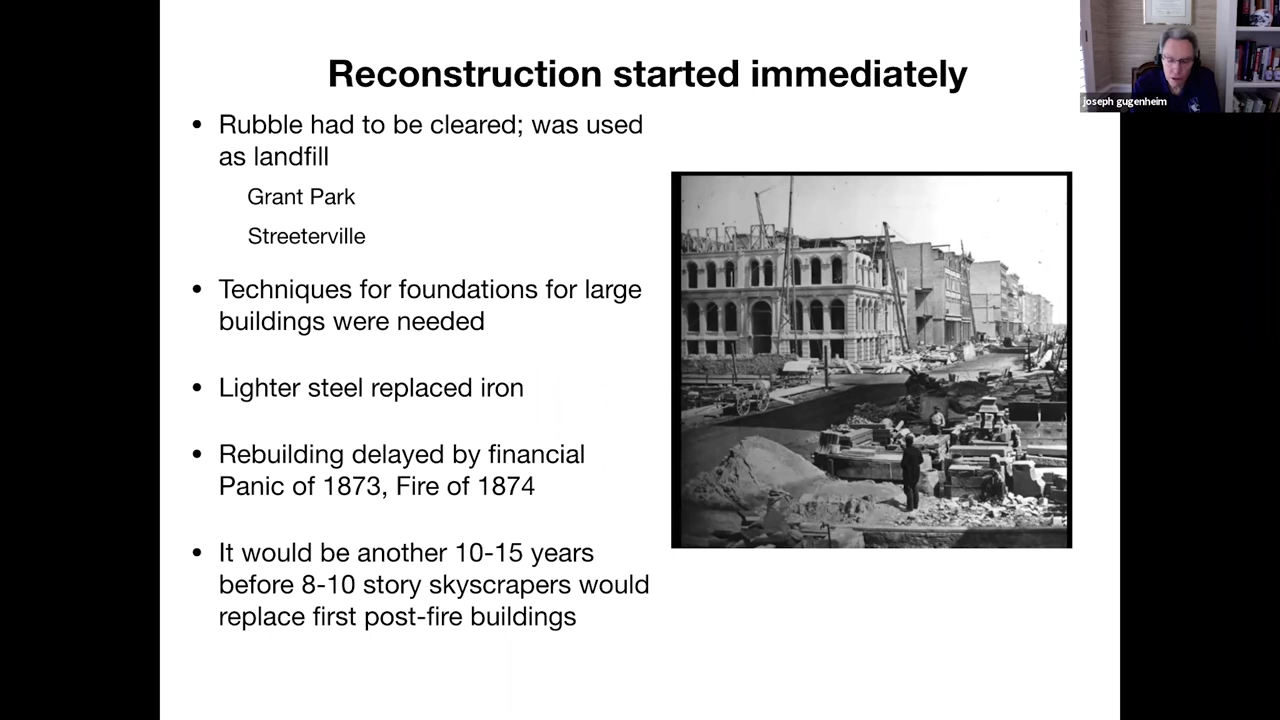 Reconstruction started immediately
joseph gugenheim
• Rubble had to be cleared; was used
as landfill
Grant Park
Streeterville
• Techniques for foundations for large
buildings were needed
• Lighter steel replaced iron
• Rebuilding delayed by financial
Panic of 1873, Fire of 1874
• It would be another 10-15 years
before 8-10 story skyscrapers would
replace first post-fire buildings